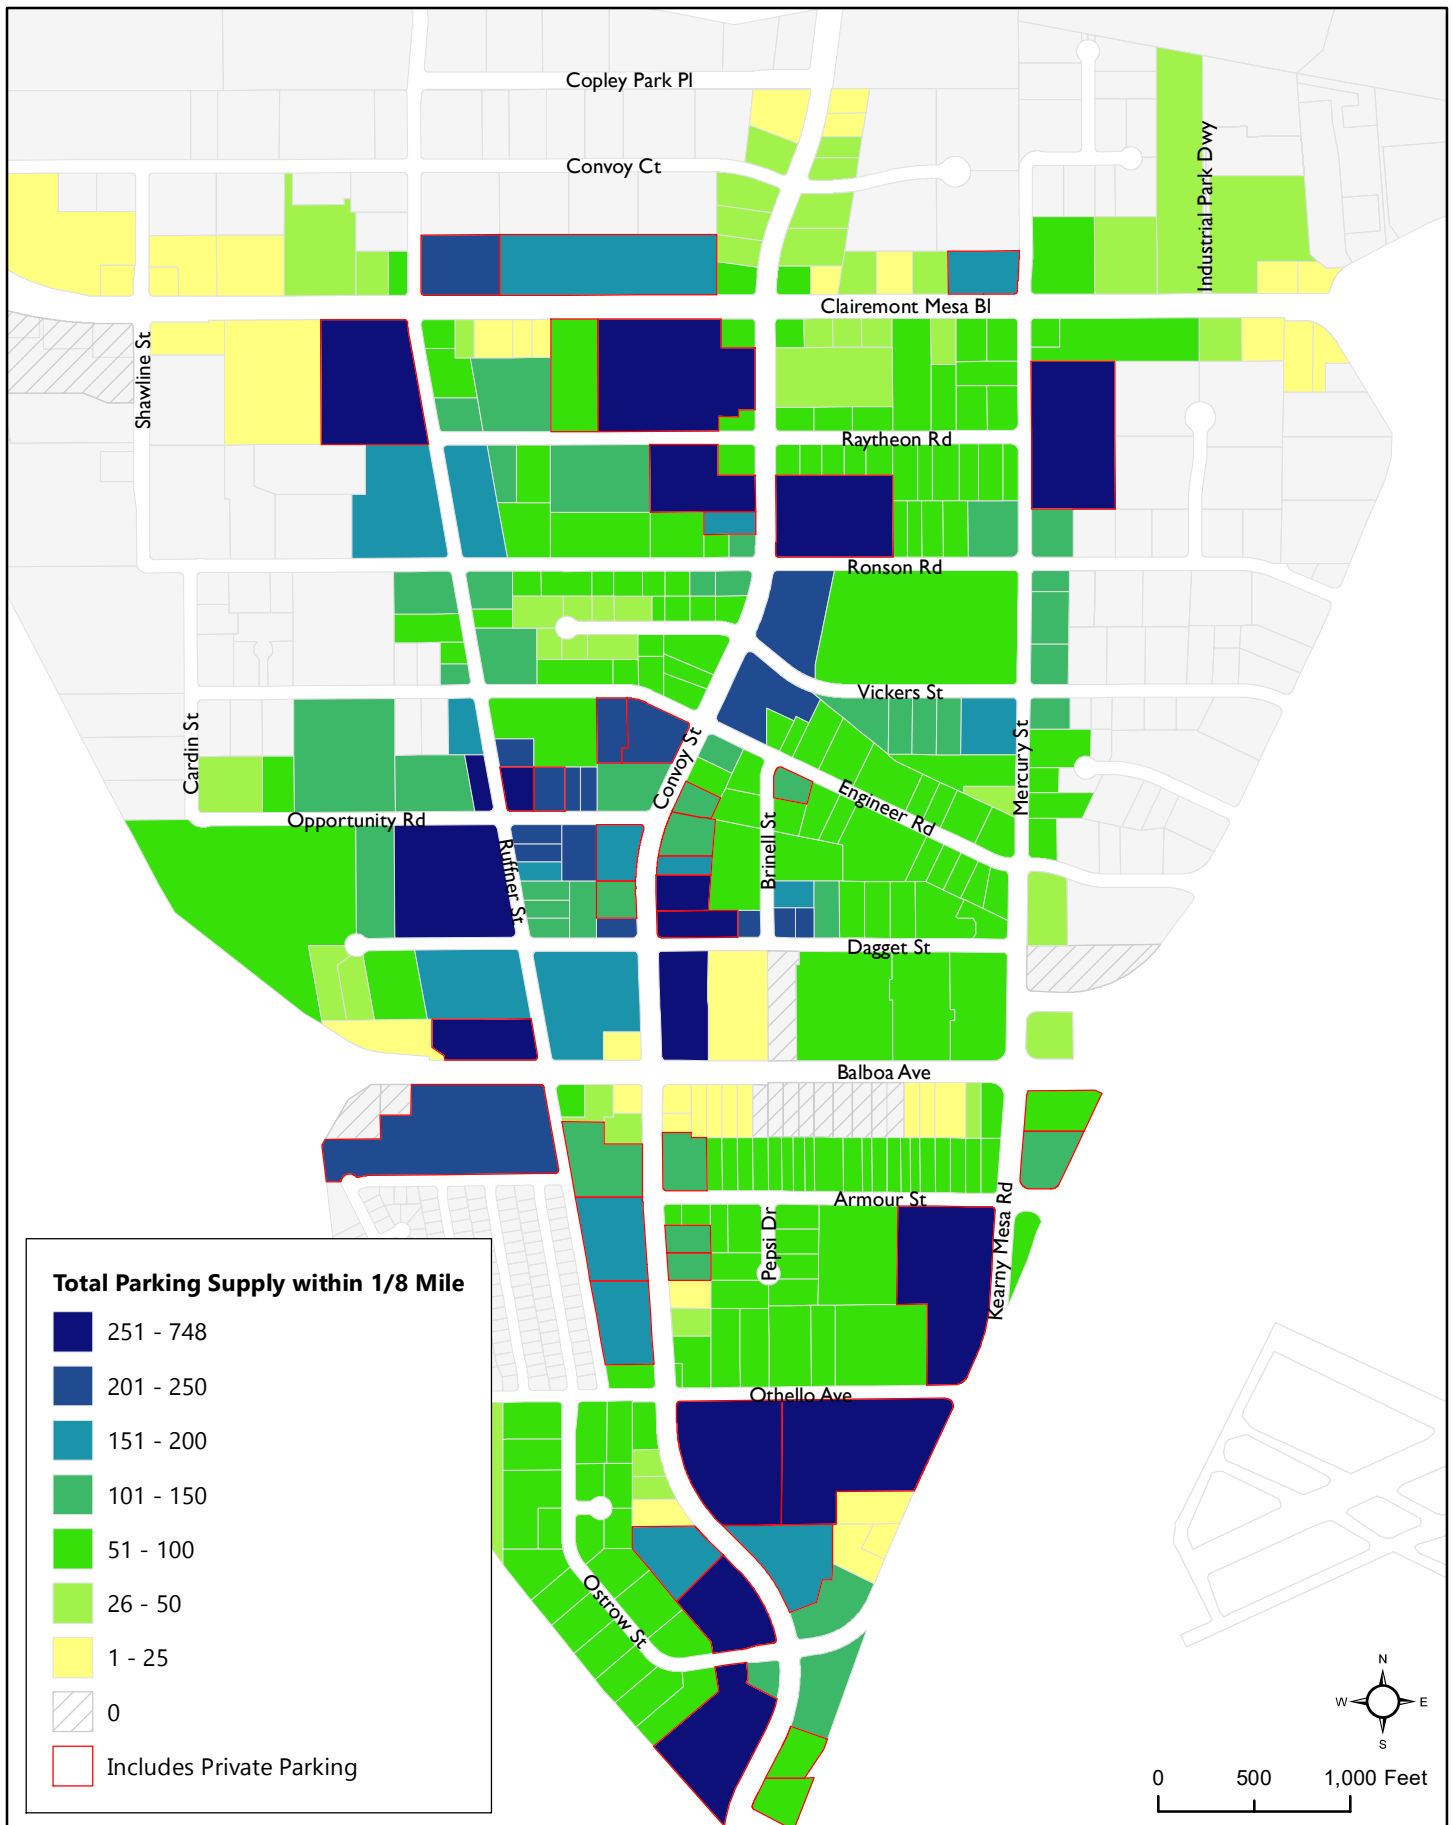 Copley Park Pl
Convoy Ct
Industrial Park Dwy
Clairemont Mesa Bl
Shawline St
Raytheon Rd
Ronson Rd
Vickers St
Cardin St
Convoy St
Mercury St
Engineer Rd
Opportunity Rd
Ruffner St
Brinell St
Dagget St
Balboa Ave
Armour St
Pepsi Dr
Kearny Mesa Rd
Othello Ave
Ostrow St
Total Parking Supply within 1/8 Mile
251 - 748
201 - 250
151 - 200
101 - 150
51 - 100
26 - 50
1 - 25
0
Includes Private Parking
N
W E
S
0 500 1,000 Feet